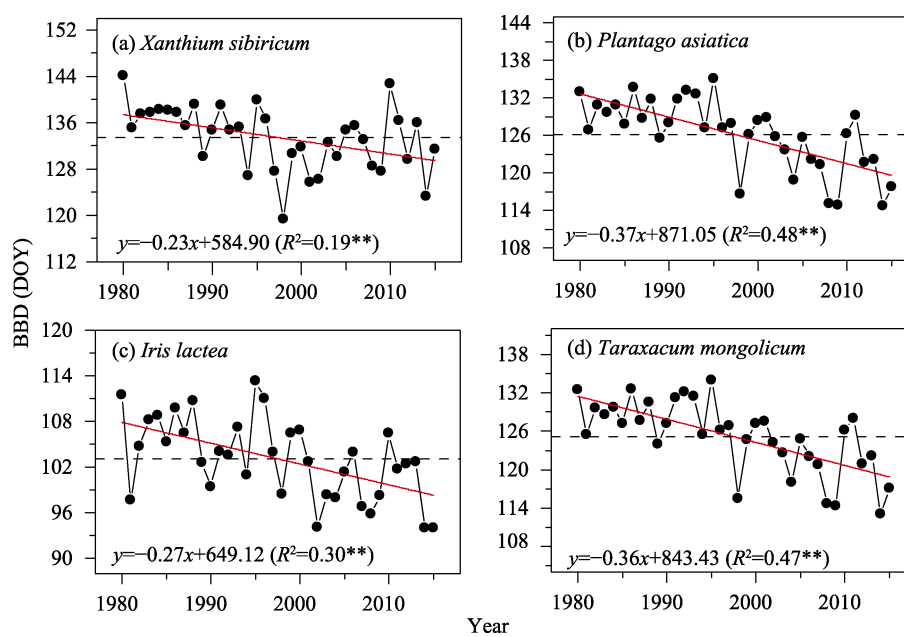 BBD (DOY)
(a) Xanthium sibiricum
152
144
136
128
120
112
y=−0.23x+584.90 (R²=0.19**)
1980 1990 2000 2010
(b) Plantago asiatica
144
138
132
126
120
114
108
y=−0.37x+871.05 (R²=0.48**)
1980 1990 2000 2010
(c) Iris lactea
120
114
108
102
96
90
y=−0.27x+649.12 (R²=0.30**)
1980 1990 2000 2010
(d) Taraxacum mongolicum
138
132
126
120
114
108
y=−0.36x+843.43 (R²=0.47**)
1980 1990 2000 2010
Year